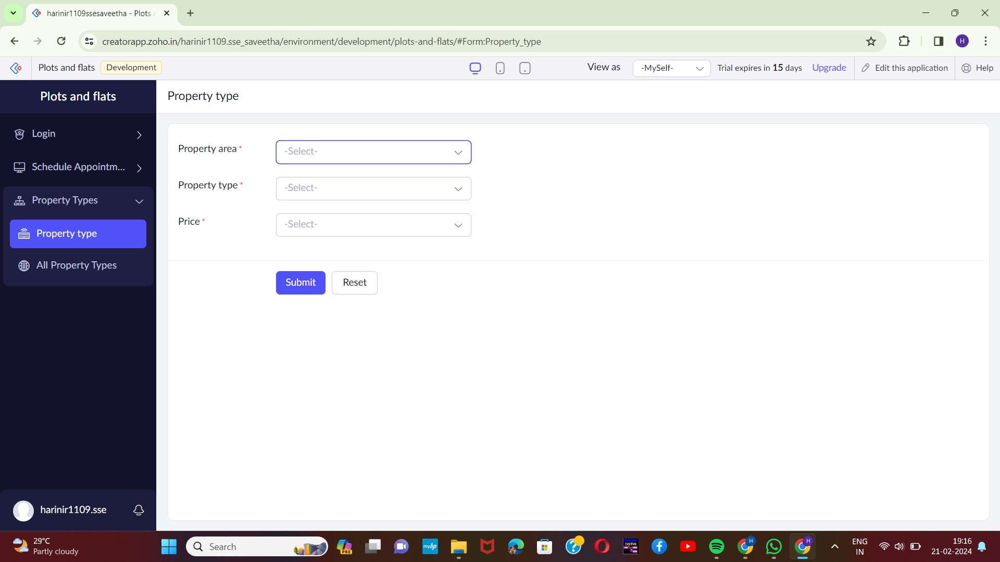 harinir1109ssesaveetha - Plots a
creatorapp.zoho.in/harinir1109.sse_saveetha/environment/development/plots-and-flats/#Form:Property_type
H
Plots and flats
Development
View as
-MySelf-
Trial expires in 15 days
Upgrade
Edit this application
Help
Plots and flats
Property type
Login
Schedule Appointm...
Property Types
Property type
All Property Types
Property area *
-Select-
Property type *
-Select-
Price *
-Select-
Submit
Reset
harinir1109.sse
29°C
Partly cloudy
Search
PRE
myhp
DATA
H
H
ENG
IN
19:16
21-02-2024